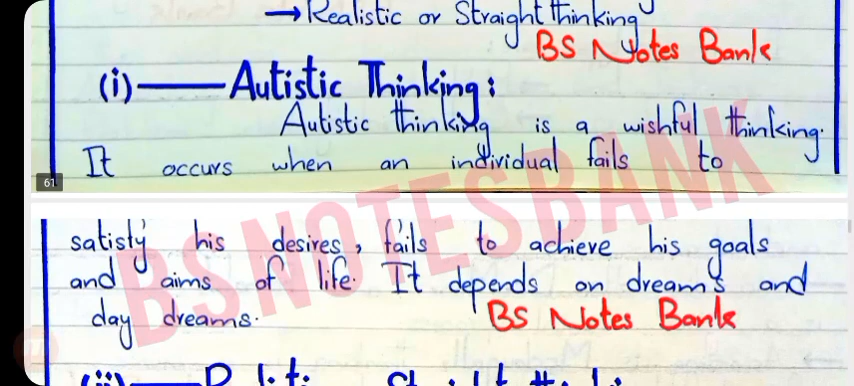 → Realistic or Straight thinking
BS Notes Bank
(i) — Autistic Thinking:
Autistic thinking is a wishful thinking.
It occurs when an individual fails to
61
satisfy his desires, fails to achieve his goals
and aims of life. It depends on dreams and
day dreams.
BS Notes Bank
BSNOTESBANK